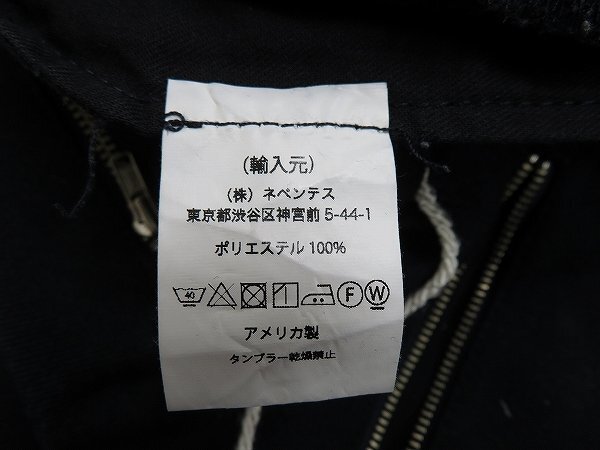 (輸入元)
(株) ネペンテス
東京都渋谷区神宮前 5-44-1
ポリエステル 100%
40 F W
アメリカ製
タンブラー乾燥禁止